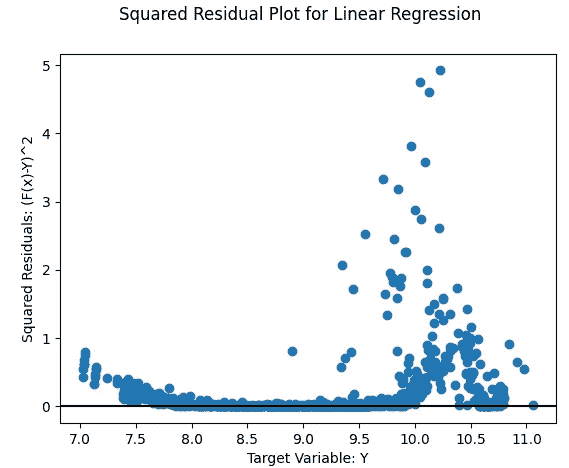 Squared Residual Plot for Linear Regression
Squared Residuals: (F(x)-Y)^2
5
4
3
2
1
0
7.0 7.5 8.0 8.5 9.0 9.5 10.0 10.5 11.0
Target Variable: Y